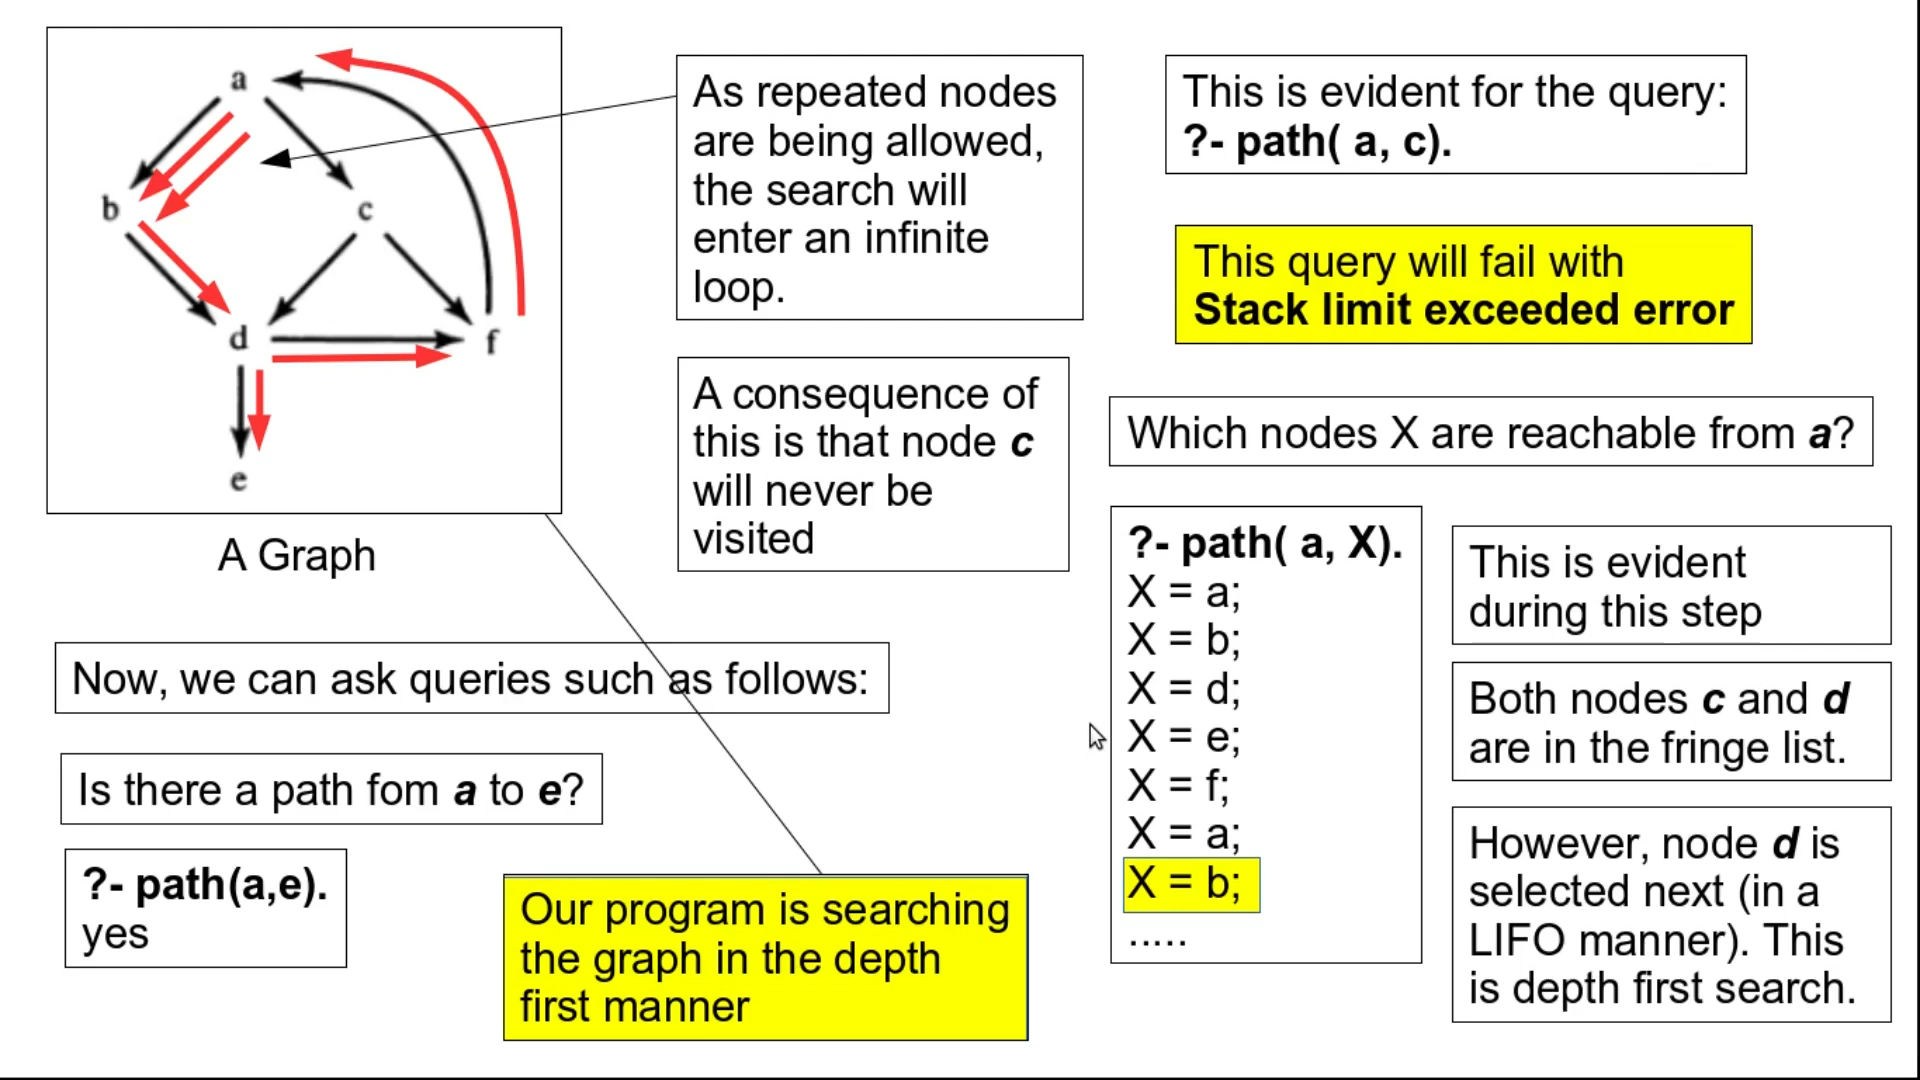 a
b
c
d
f
e
A Graph
As repeated nodes
are being allowed,
the search will
enter an infinite
loop.
A consequence of
this is that node c
will never be
visited
This is evident for the query:
?- path( a, c).
This query will fail with
Stack limit exceeded error
Which nodes X are reachable from a?
?- path( a, X).
X = a;
X = b;
X = d;
X = e;
X = f;
X = a;
X = b;
.....
This is evident
during this step
Both nodes c and d
are in the fringe list.
However, node d is
selected next (in a
LIFO manner). This
is depth first search.
Now, we can ask queries such as follows:
Is there a path fom a to e?
?- path(a,e).
yes
Our program is searching
the graph in the depth
first manner